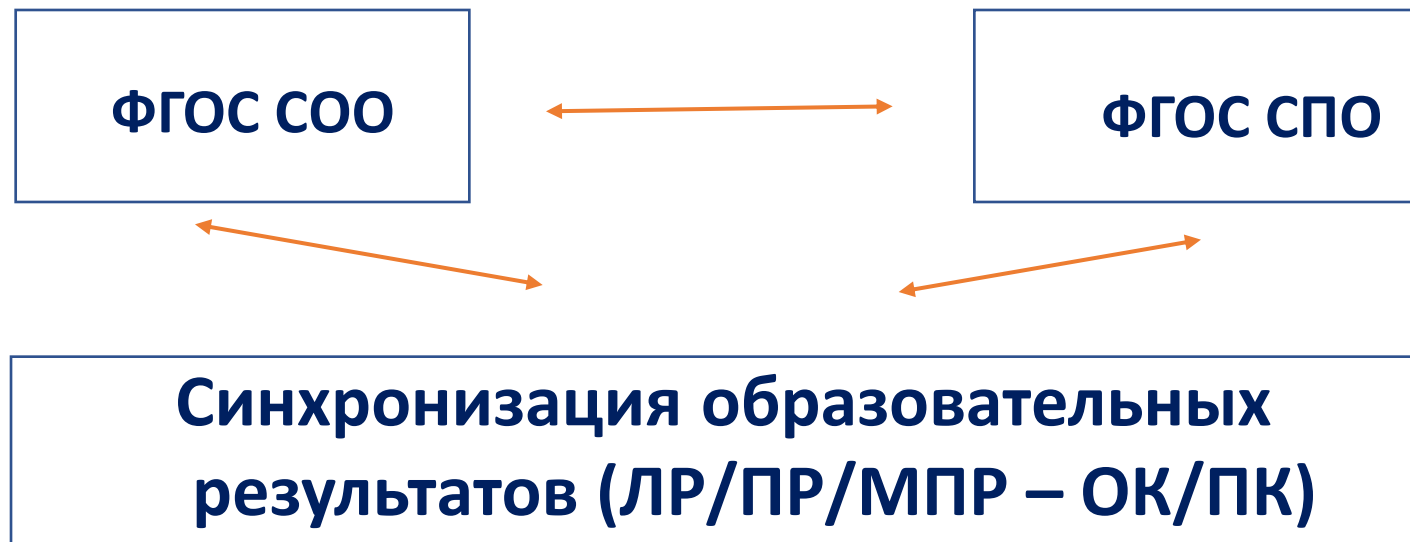 ФГОС СОО
ФГОС СПО
Синхронизация образовательных
результатов (ЛР/ПР/МПР – ОК/ПК)